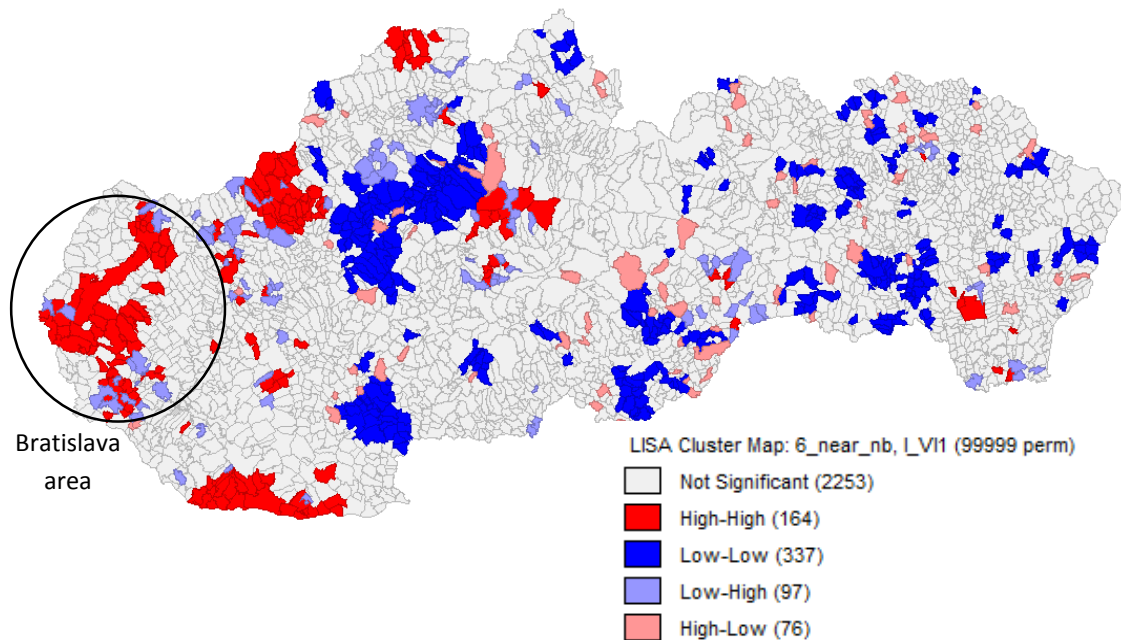 Bratislava
area
LISA Cluster Map: 6_near_nb, I_VI1 (99999 perm)
Not Significant (2253)
High-High (164)
Low-Low (337)
Low-High (97)
High-Low (76)